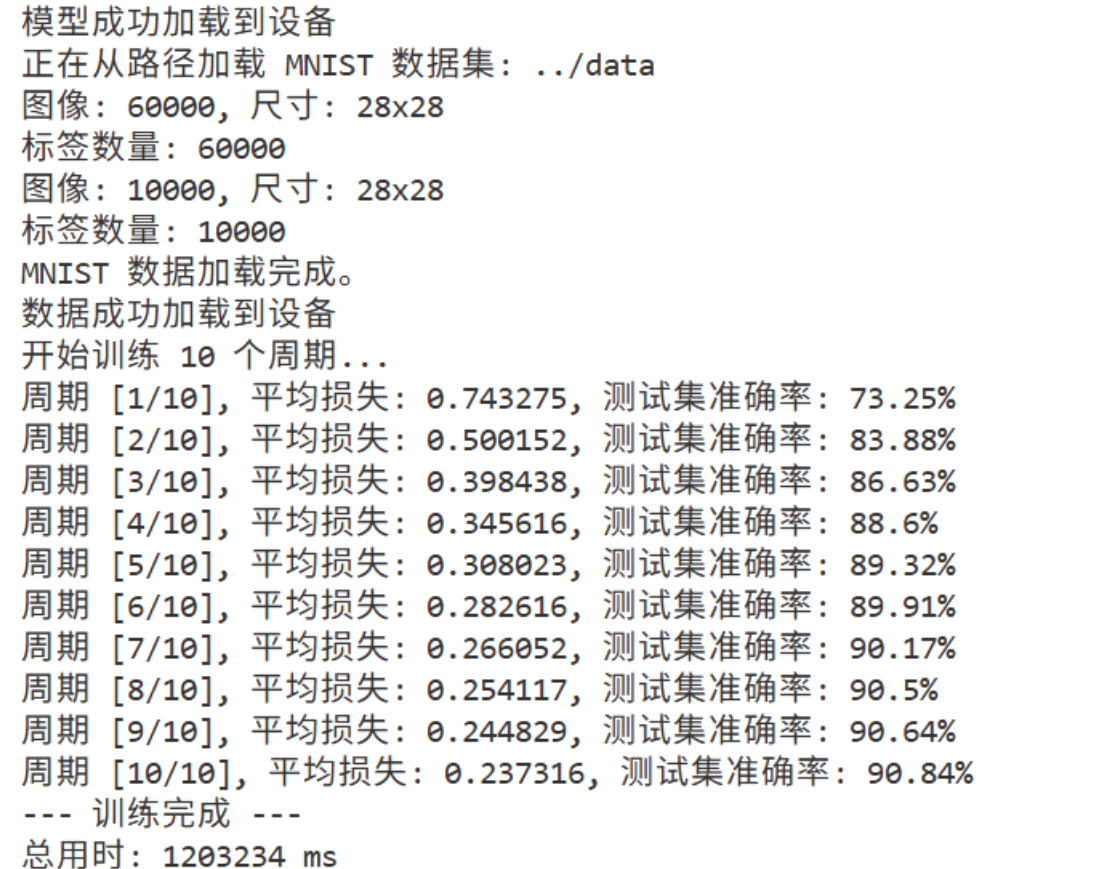 模型成功加载到设备
正在从路径加载 MNIST 数据集: ../data
图像: 60000, 尺寸: 28x28
标签数量: 60000
图像: 10000, 尺寸: 28x28
标签数量: 10000
MNIST 数据加载完成。
数据成功加载到设备
开始训练 10 个周期...
周期 [1/10], 平均损失: 0.743275, 测试集准确率: 73.25%
周期 [2/10], 平均损失: 0.500152, 测试集准确率: 83.88%
周期 [3/10], 平均损失: 0.398438, 测试集准确率: 86.63%
周期 [4/10], 平均损失: 0.345616, 测试集准确率: 88.6%
周期 [5/10], 平均损失: 0.308023, 测试集准确率: 89.32%
周期 [6/10], 平均损失: 0.282616, 测试集准确率: 89.91%
周期 [7/10], 平均损失: 0.266052, 测试集准确率: 90.17%
周期 [8/10], 平均损失: 0.254117, 测试集准确率: 90.5%
周期 [9/10], 平均损失: 0.244829, 测试集准确率: 90.64%
周期 [10/10], 平均损失: 0.237316, 测试集准确率: 90.84%
--- 训练完成 ---
总用时: 1203234 ms